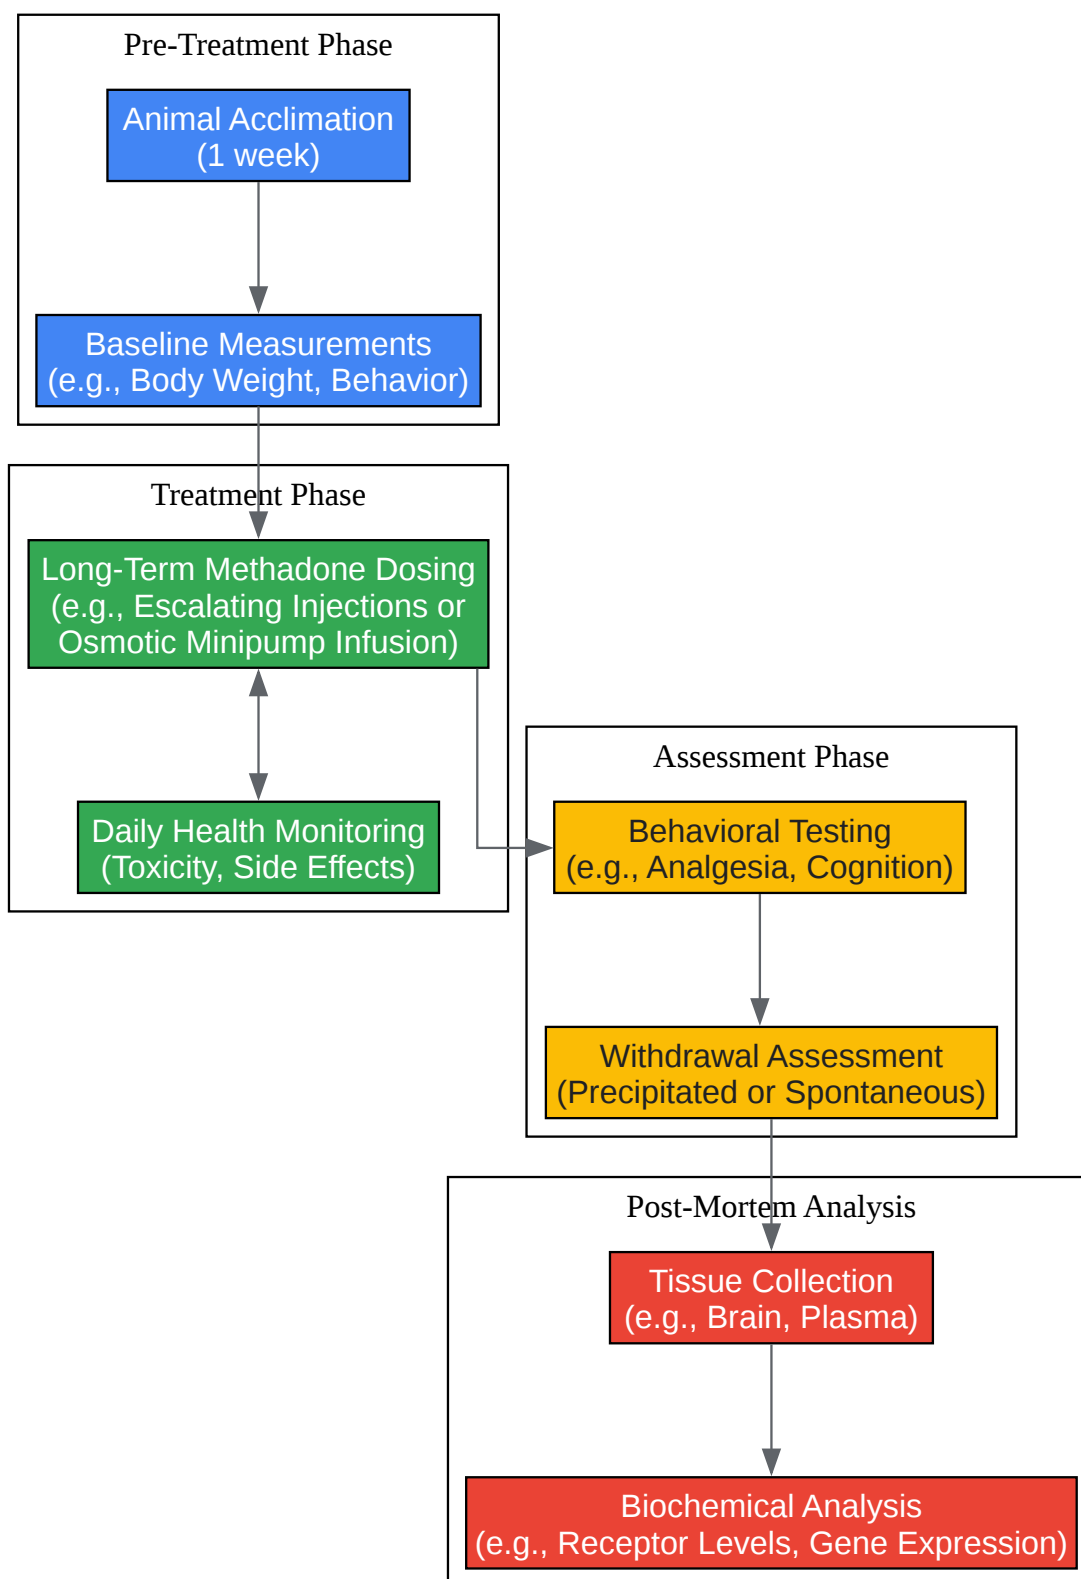 Pre-Treatment Phase
Animal Acclimation
(1 week)
Baseline Measurements
(e.g., Body Weight, Behavior)
Treatment Phase
Long-Term Methadone Dosing
(e.g., Escalating Injections or
Osmotic Minipump Infusion)
Daily Health Monitoring
(Toxicity, Side Effects)
Assessment Phase
Behavioral Testing
(e.g., Analgesia, Cognition)
Withdrawal Assessment
(Precipitated or Spontaneous)
Post-Mortem Analysis
Tissue Collection
(e.g., Brain, Plasma)
Biochemical Analysis
(e.g., Receptor Levels, Gene Expression)